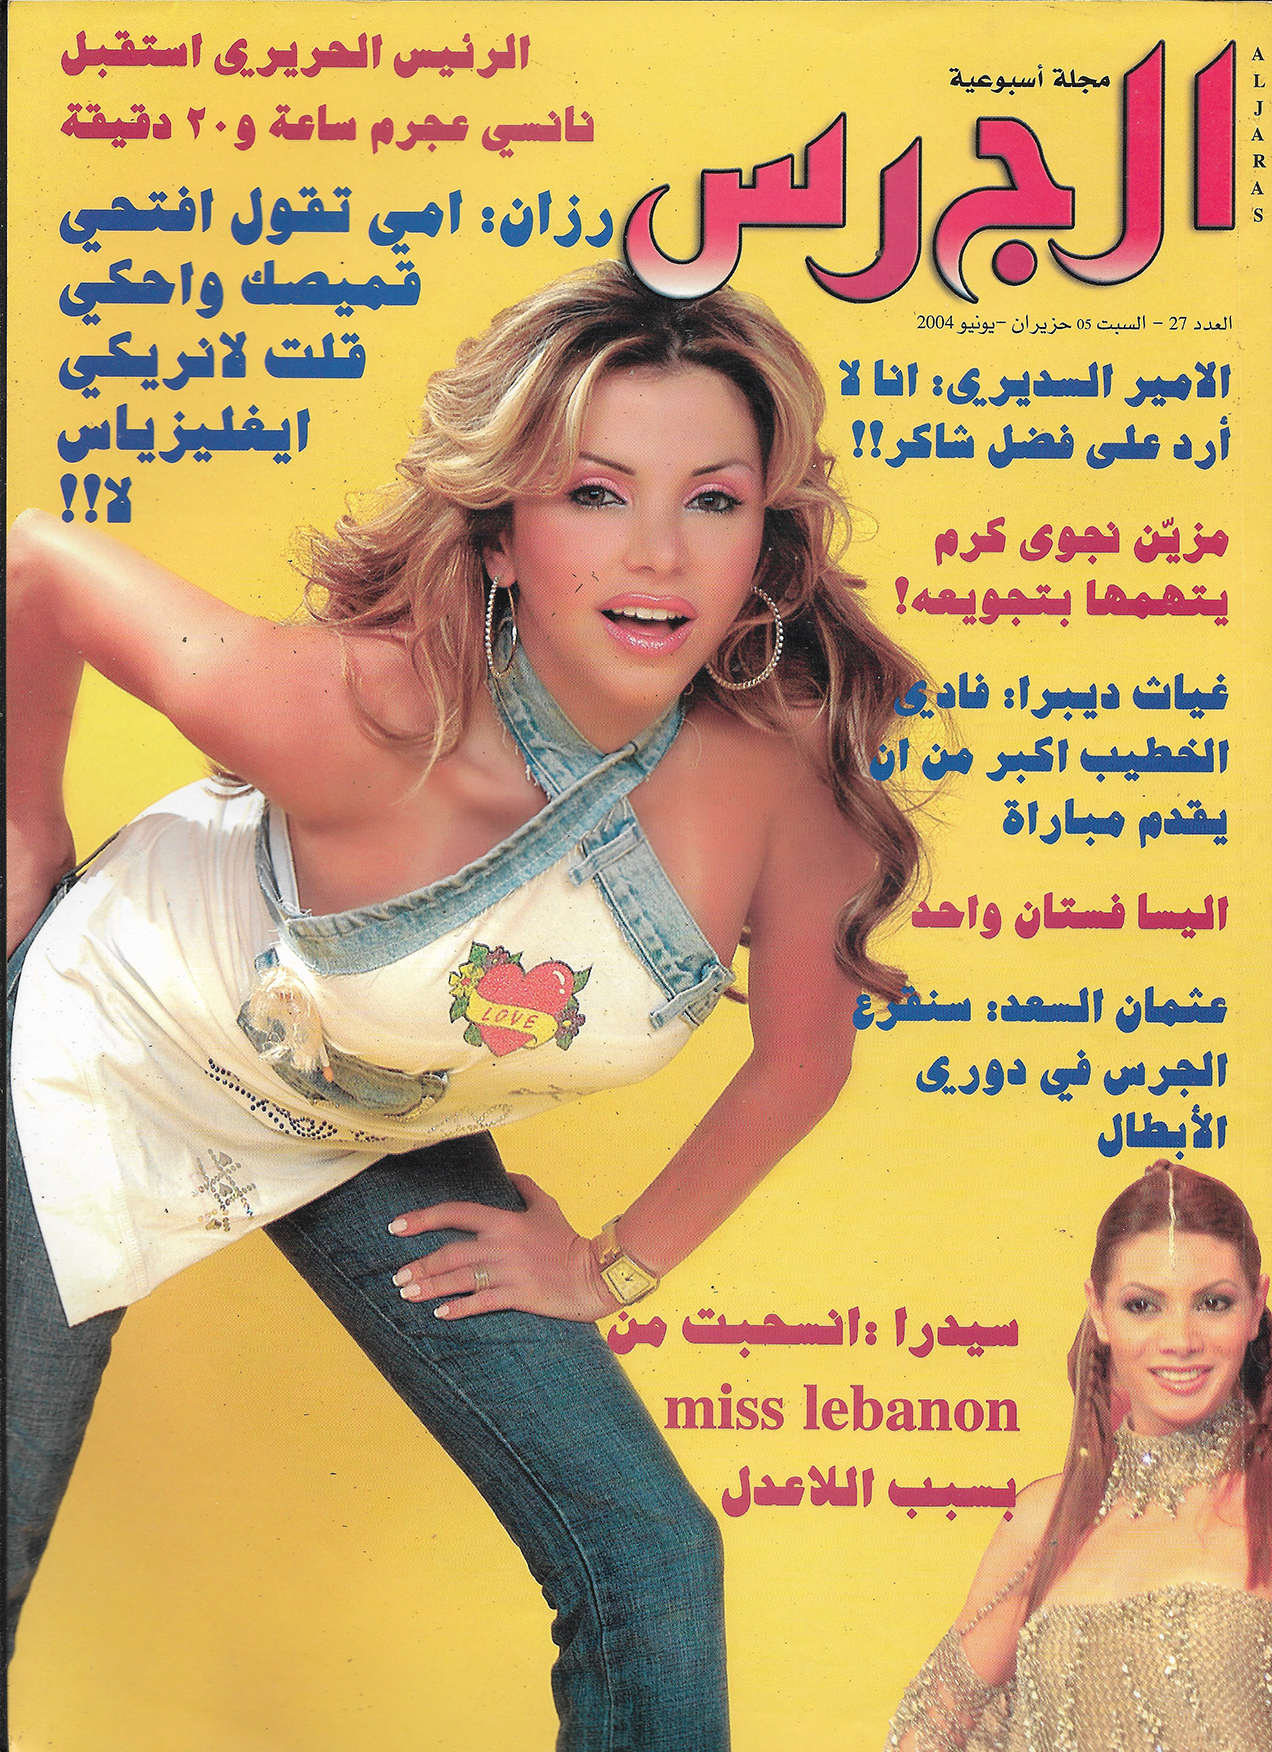 ALJARAS
مجلة أسبوعية
الجرس
العدد 27 - السبت 05 حزيران -يونيو 2004
الرئيس الحريري استقبل
نانسي عجرم ساعة و٢٠ دقيقة
رزان: امي تقول افتحي
قميصك واحكي
قلت لانريكي
ايغليزياس
لا!!
الامير السديري: انا لا
أرد على فضل شاكر!!
مزيّن نجوى كرم
يتهمها بتجويعه!
غياث ديبرا: فادي
الخطيب اكبر من ان
يقدم مباراة
اليسا فستان واحد
عثمان السعد: سنقرع
الجرس في دوري
الأبطال
سيدرا :انسحبت من
miss lebanon
بسبب اللاعدل
LOVE